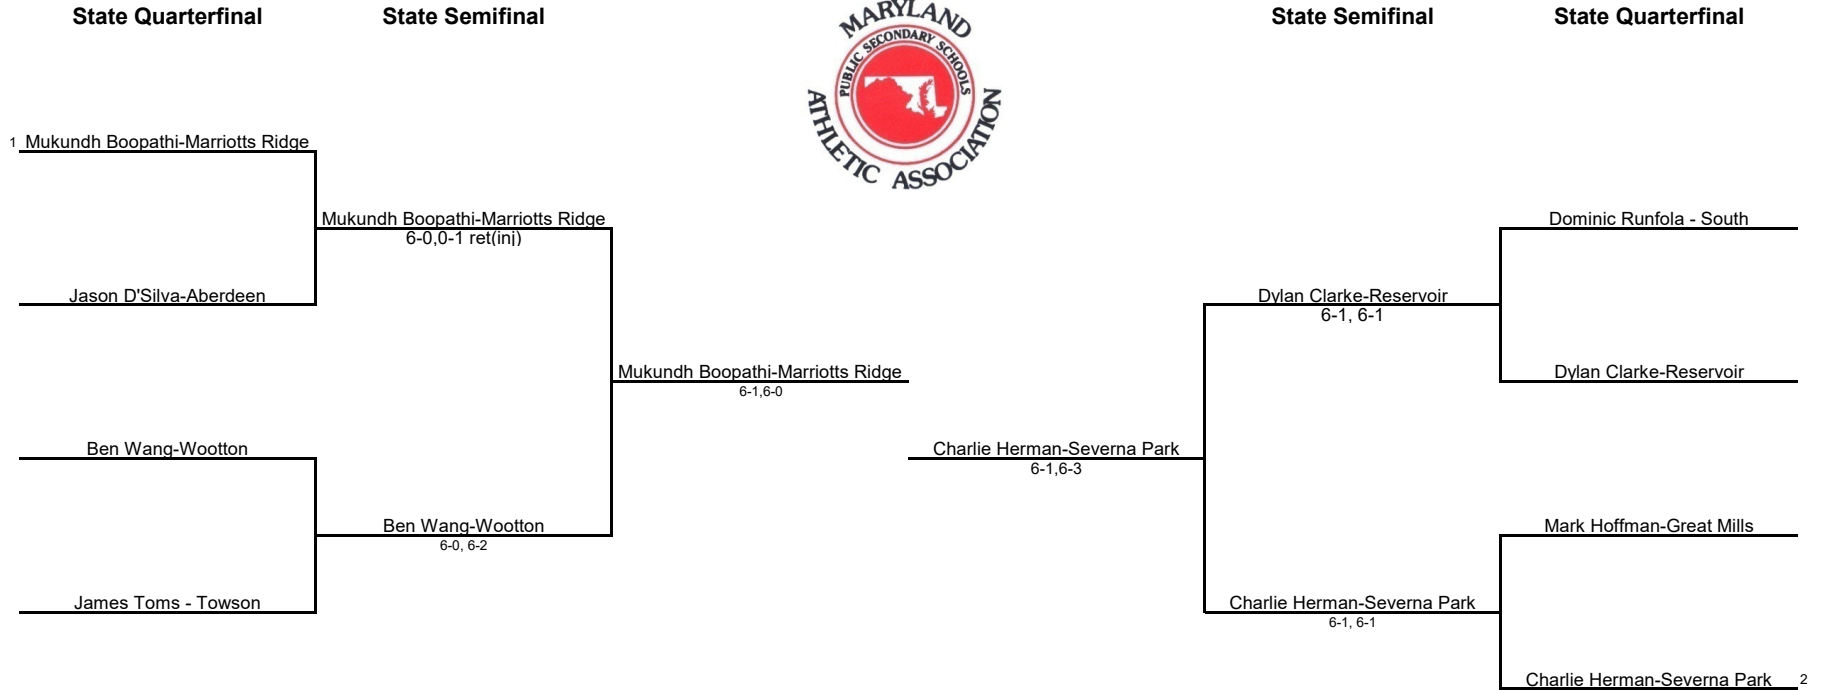 State Quarterfinal
State Semifinal
MARYLAND
PUBLIC SECONDARY SCHOOLS
ATHLETIC ASSOCIATION
State Semifinal
State Quarterfinal
1 Mukundh Boopathi-Marriotts Ridge
Mukundh Boopathi-Marriotts Ridge
6-0,0-1 ret(inj)
Jason D'Silva-Aberdeen
Mukundh Boopathi-Marriotts Ridge
6-1,6-0
Ben Wang-Wootton
Ben Wang-Wootton
6-0, 6-2
James Toms - Towson
Dominic Runfola - South
Dylan Clarke-Reservoir
6-1, 6-1
Dylan Clarke-Reservoir
Charlie Herman-Severna Park
6-1,6-3
Mark Hoffman-Great Mills
Charlie Herman-Severna Park
6-1, 6-1
Charlie Herman-Severna Park 2